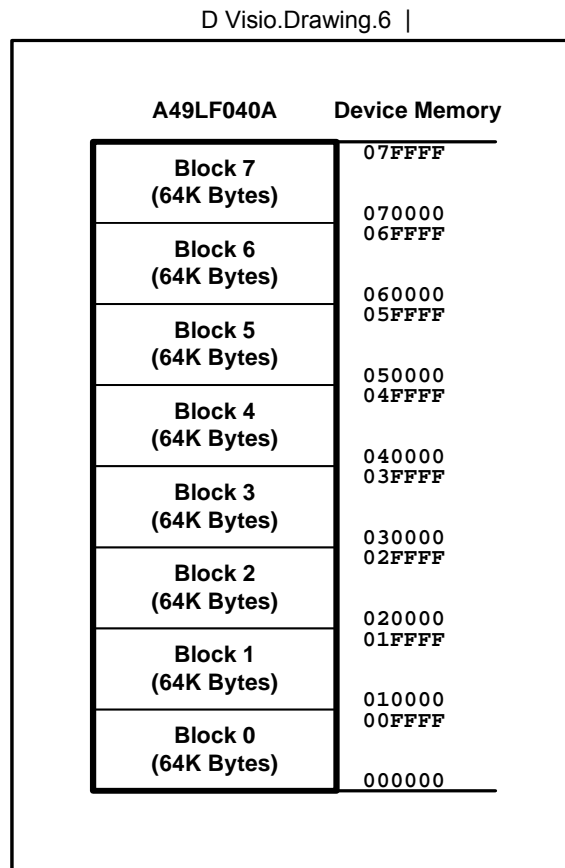 D Visio.Drawing.6 |
A49LF040A Device Memory
07FFFF
Block 7
(64K Bytes)
070000
06FFFF
Block 6
(64K Bytes)
060000
05FFFF
Block 5
(64K Bytes)
050000
04FFFF
Block 4
(64K Bytes)
040000
03FFFF
Block 3
(64K Bytes)
030000
02FFFF
Block 2
(64K Bytes)
020000
01FFFF
Block 1
(64K Bytes)
010000
00FFFF
Block 0
(64K Bytes)
000000